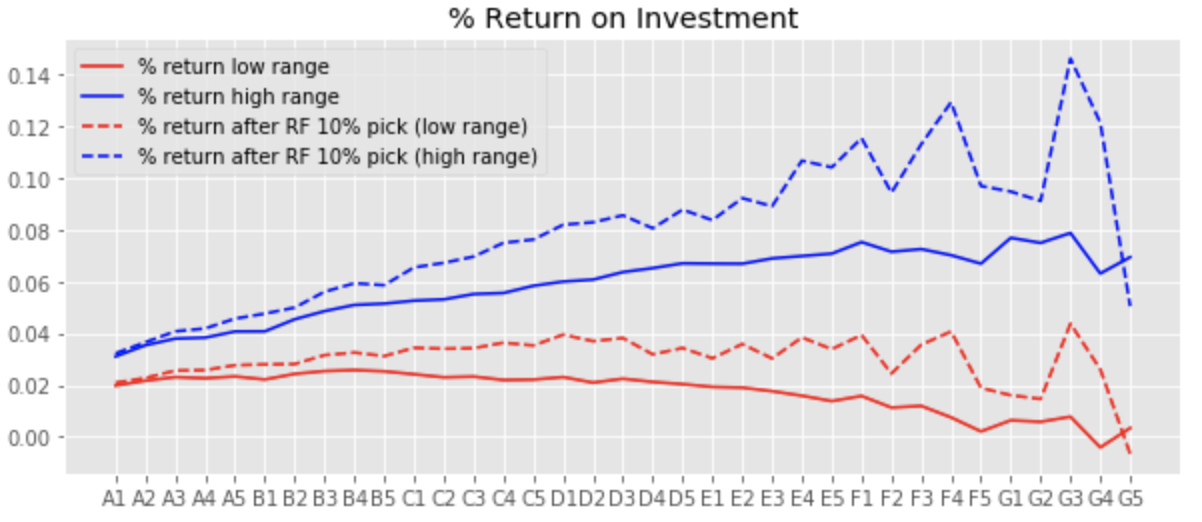 % Return on Investment
% return low range
% return high range
% return after RF 10% pick (low range)
% return after RF 10% pick (high range)
0.14
0.12
0.10
0.08
0.06
0.04
0.02
0.00
A1 A2 A3 A4 A5 B1 B2 B3 B4 B5 C1 C2 C3 C4 C5 D1 D2 D3 D4 D5 E1 E2 E3 E4 E5 F1 F2 F3 F4 F5 G1 G2 G3 G4 G5